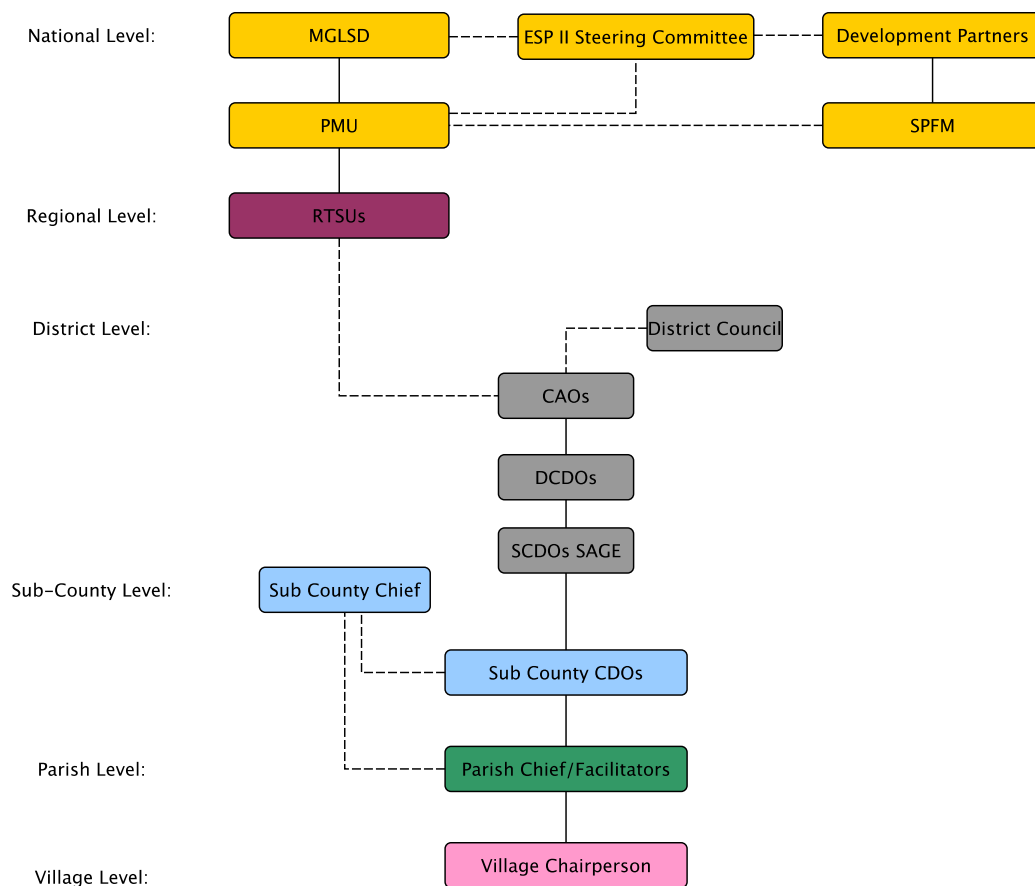 National Level:
MGLSD
ESP II Steering Committee
Development Partners
PMU
SPFM
Regional Level:
RTSUs
District Level:
District Council
CAOs
DCDOs
SCDOs SAGE
Sub-County Level:
Sub County Chief
Sub County CDOs
Parish Level:
Parish Chief/Facilitators
Village Chairperson
Village Level: